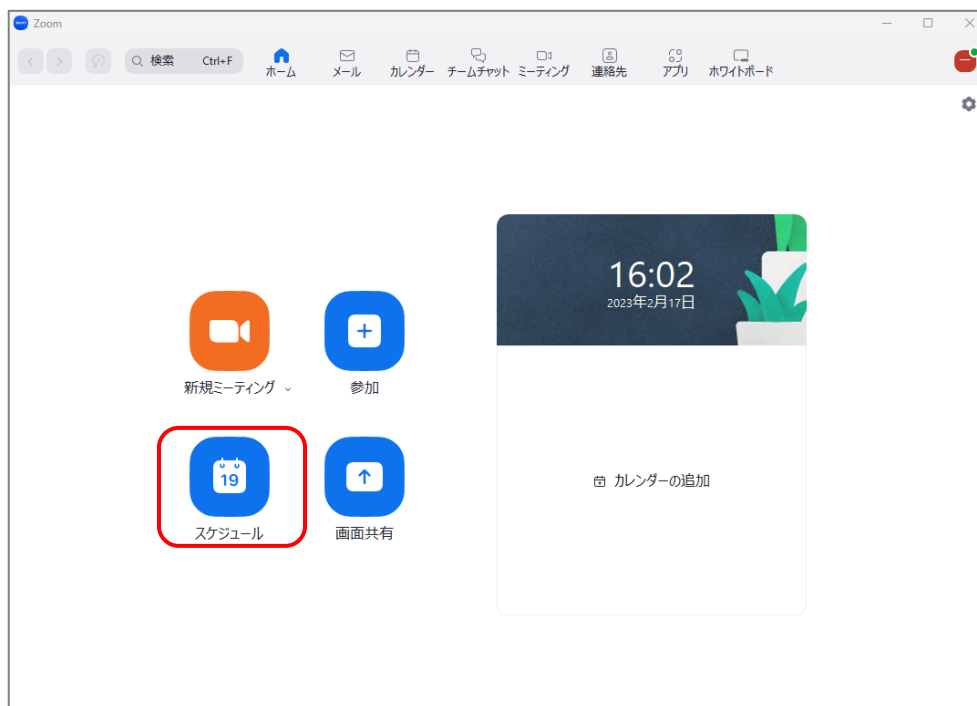 Zoom
検索 Ctrl+F
ホーム
メール
カレンダー
チームチャット
ミーティング
連絡先
アプリ
ホワイトボード
16:02
2023年2月17日
新規ミーティング
参加
19
スケジュール
画面共有
カレンダーの追加